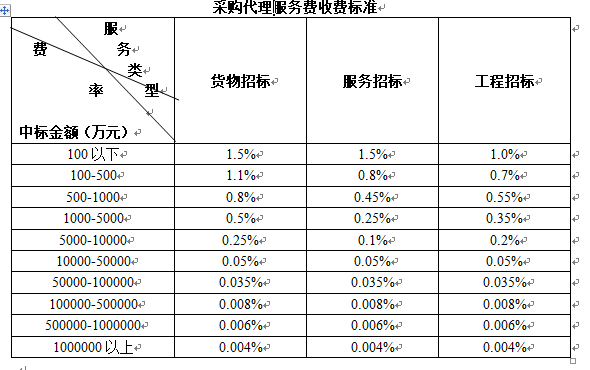 采购代理服务费收费标准
服务类型
费率
中标金额（万元）
货物招标 服务招标 工程招标
100以下 1.5% 1.5% 1.0%
100-500 1.1% 0.8% 0.7%
500-1000 0.8% 0.45% 0.55%
1000-5000 0.5% 0.25% 0.35%
5000-10000 0.25% 0.1% 0.2%
10000-50000 0.05% 0.05% 0.05%
50000-100000 0.035% 0.035% 0.035%
100000-500000 0.008% 0.008% 0.008%
500000-1000000 0.006% 0.006% 0.006%
1000000以上 0.004% 0.004% 0.004%